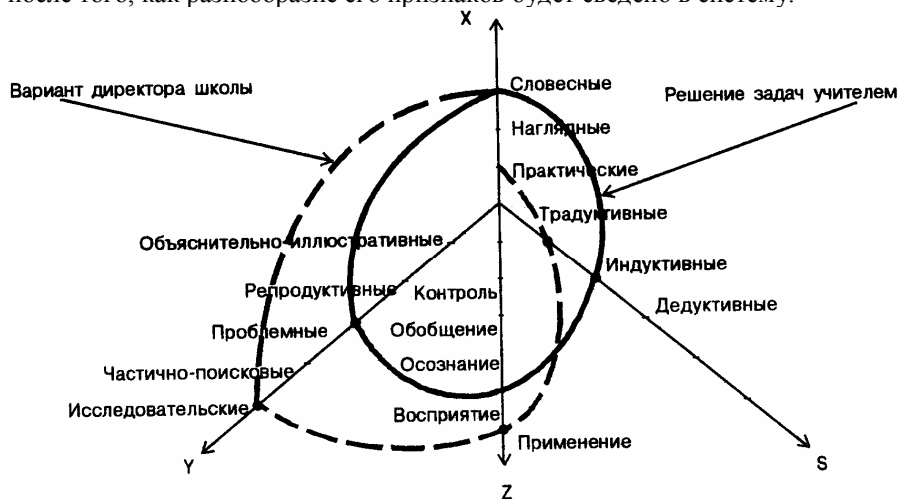 после того, как разнообразие его признаков будет сведено в систему.
X
Словесные
Вариант директора школы
Решение задач учителем
Наглядные
Практические
Традуктивные
Объяснительно-иллюстративные
Индуктивные
Репродуктивные
Контроль
Дедуктивные
Проблемные
Обобщение
Осознание
Частично-поисковые
Исследовательские
Восприятие
Применение
Y
S
Z